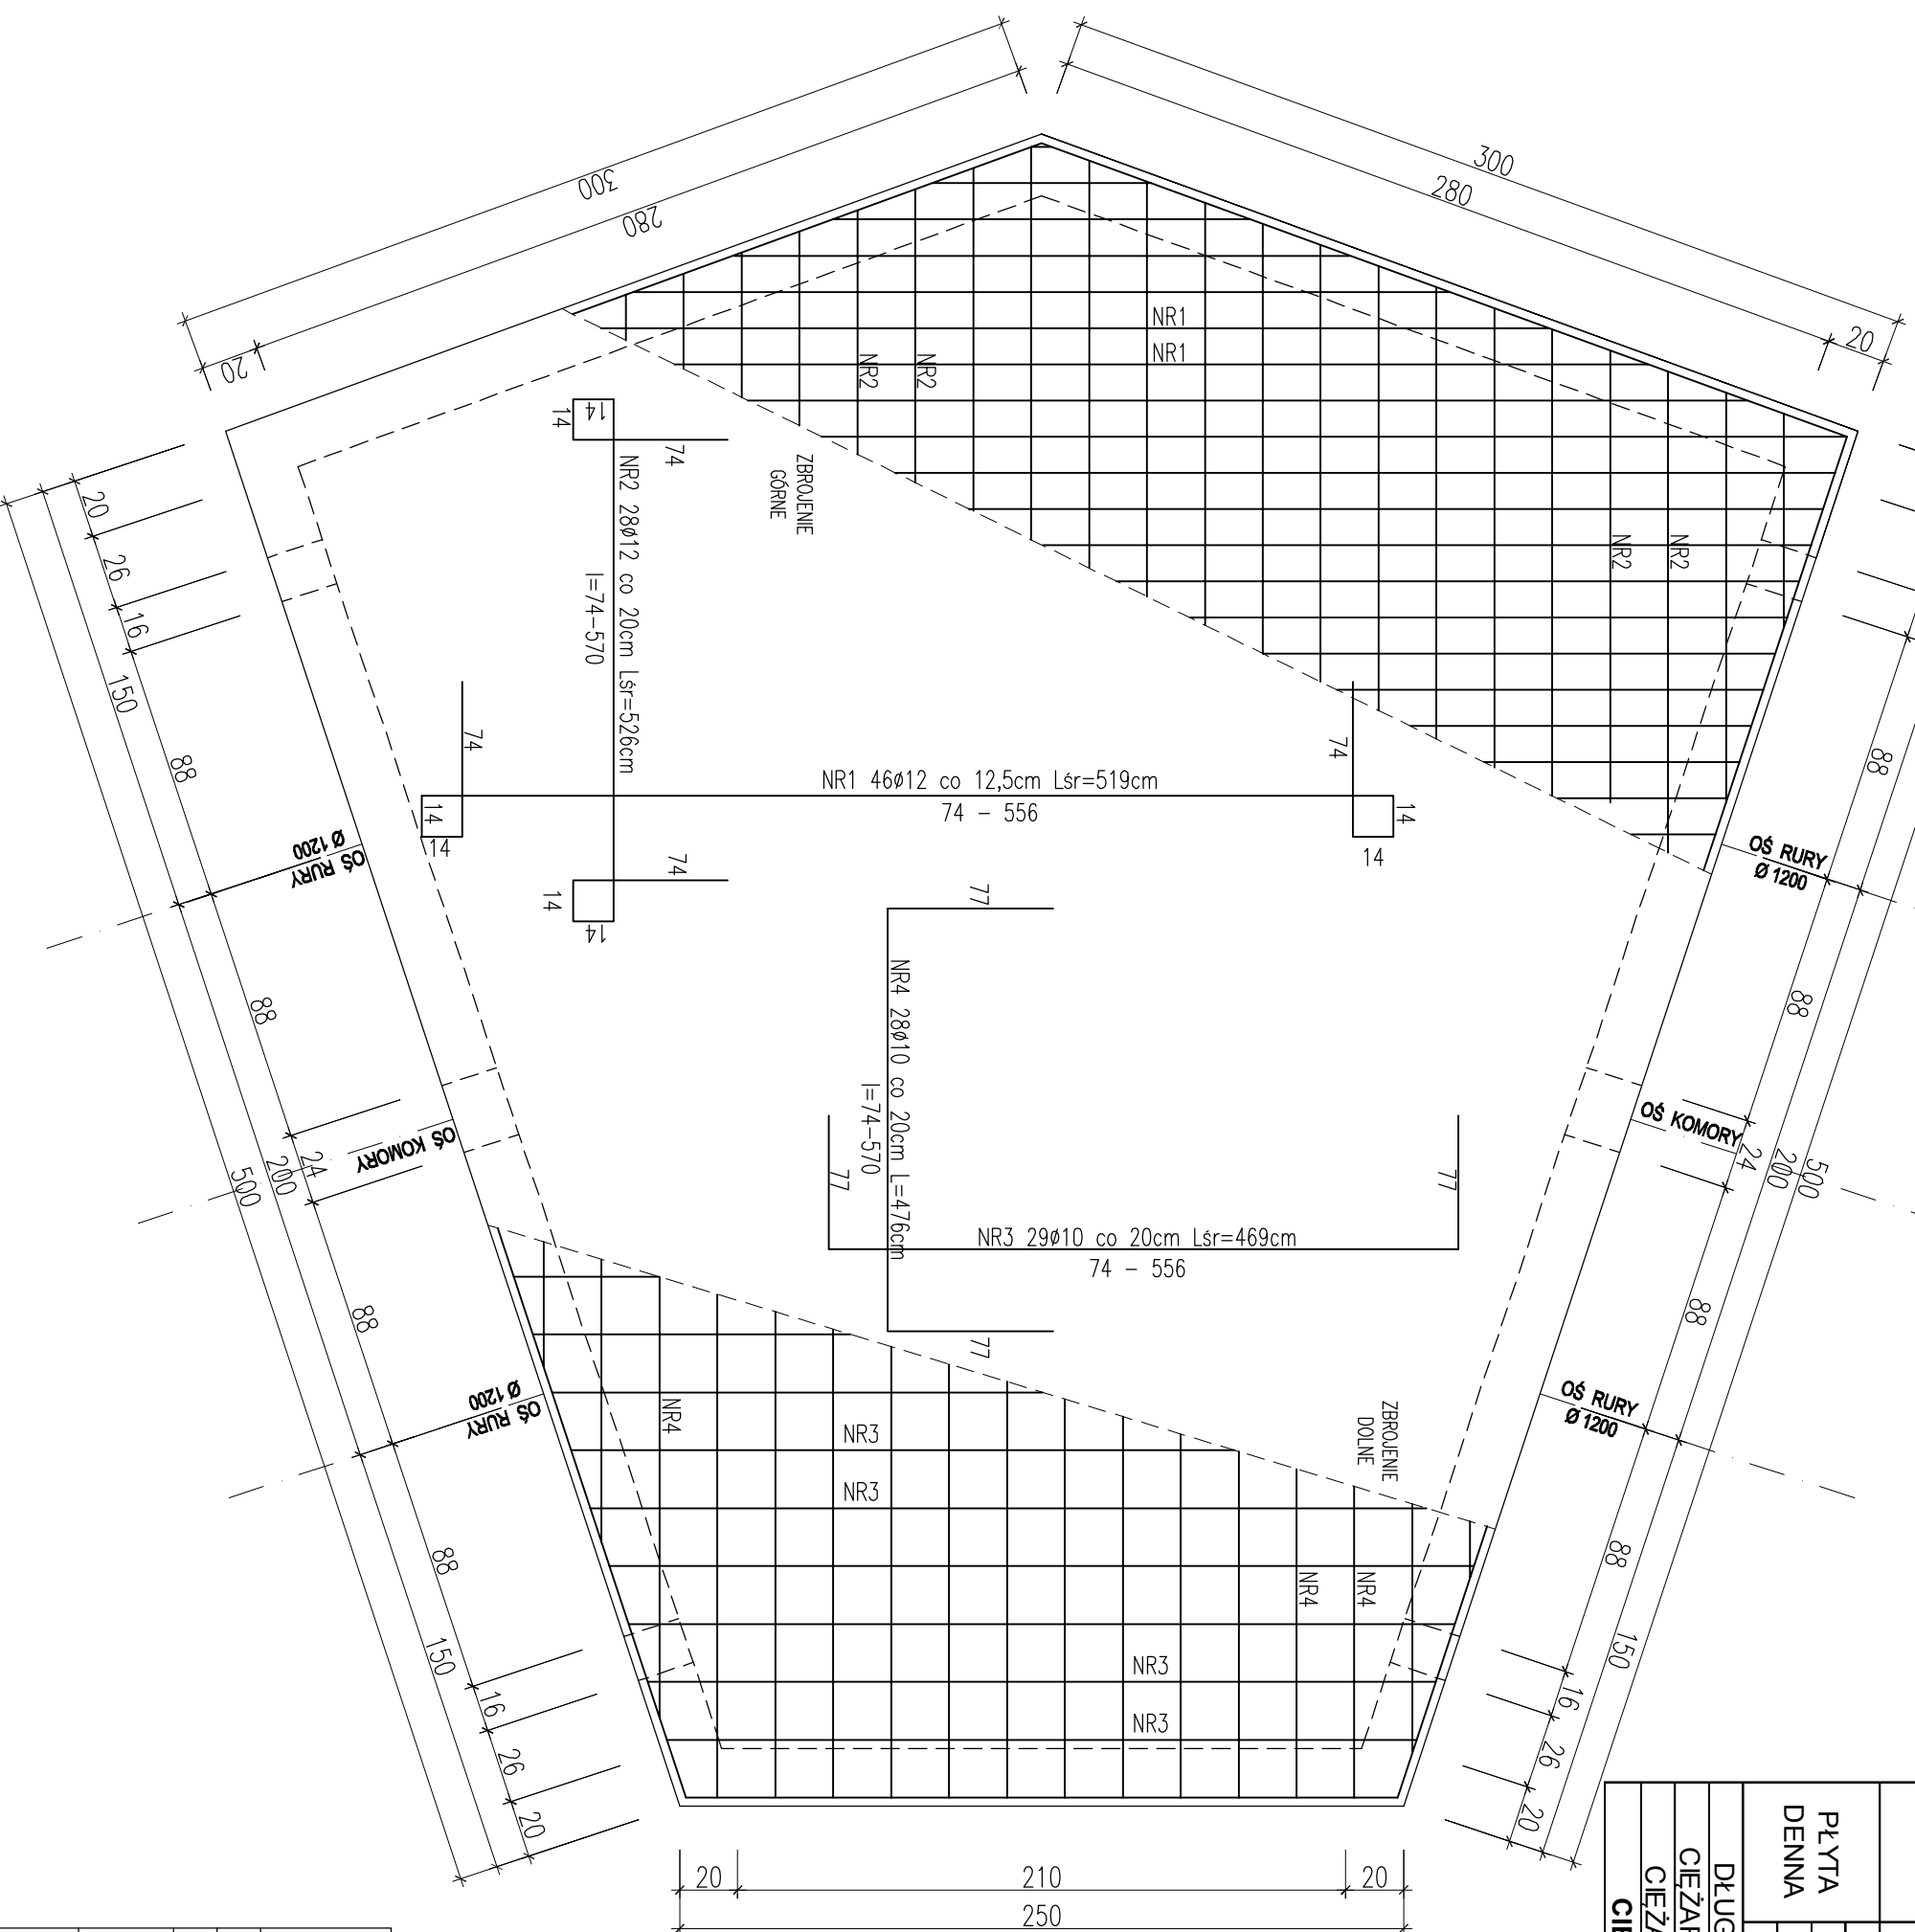 300
280
20
300
280
20
NR1
NR1
NR2
NR2
NR2
NR2
ZBROJENIE
GÓRNE
14
14
74
NR2 28ø12 co 20cm Lśr=526cm
l=74-570
74
14
14
74
14
14
NR1 46ø12 co 12,5cm Lśr=519cm
74 - 556
74
14
14
77
NR4 28ø10 co 20cm L=476cm
l=74-570
77
77
NR3 29ø10 co 20cm Lśr=469cm
74 - 556
77
ZBROJENIE
DOLNE
NR4
NR3
NR3
NR4
NR4
NR3
NR3
20
26
16
150
88
OŚ RURY
Ø 1200
88
OŚ KOMORY
24
200
500
88
OŚ RURY
Ø 1200
88
150
16
26
20
88
OŚ RURY
Ø 1200
88
OŚ KOMORY
24
200
500
88
OŚ RURY
Ø 1200
88
150
16
26
20
20
210
20
250
PŁYTA
DENNA